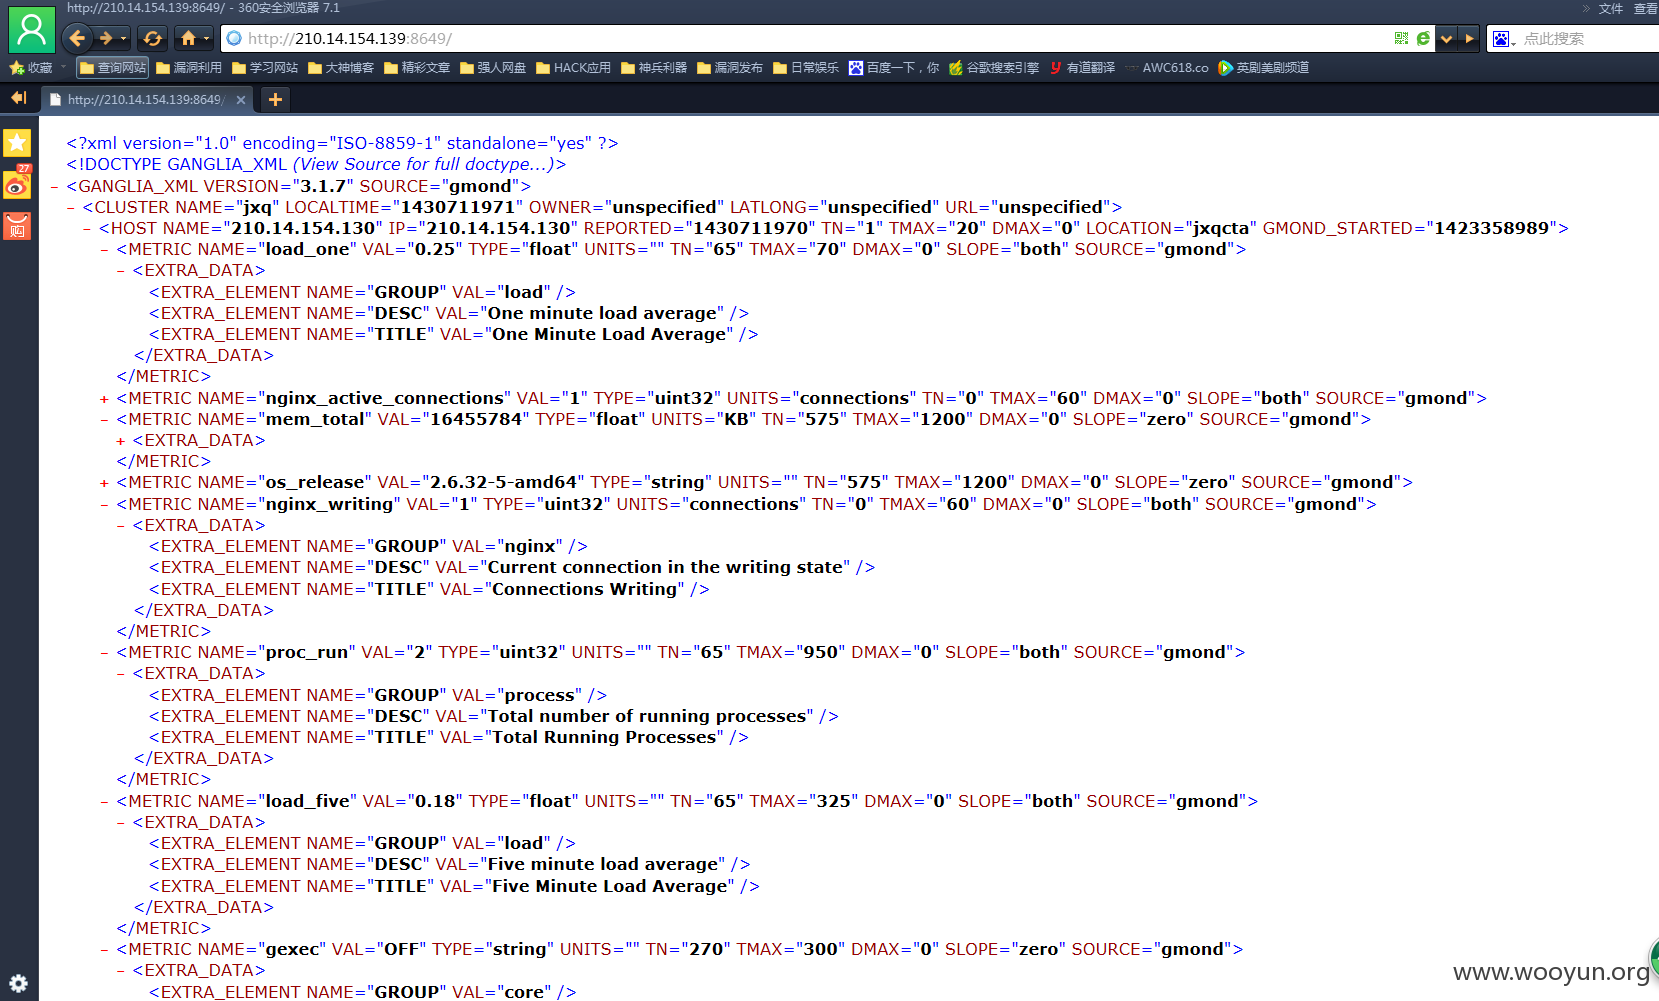 http://210.14.154.139:8649/ - 360安全浏览器 7.1
» 文件 查看
http://210.14.154.139:8649/
点此搜索
收藏 查询网站 漏洞利用 学习网站 大神博客 精彩文章 强人网盘 HACK应用 神兵利器 漏洞发布 日常娱乐 百度一下，你 谷歌搜索引擎 有道翻译 AWC618.co 英剧美剧频道
http://210.14.154.139:8649/
27
<?xml version="1.0" encoding="ISO-8859-1" standalone="yes" ?>
<!DOCTYPE GANGLIA_XML (View Source for full doctype...)>
- <GANGLIA_XML VERSION="3.1.7" SOURCE="gmond">
- <CLUSTER NAME="jxq" LOCALTIME="1430711971" OWNER="unspecified" LATLONG="unspecified" URL="unspecified">
- <HOST NAME="210.14.154.130" IP="210.14.154.130" REPORTED="1430711970" TN="1" TMAX="20" DMAX="0" LOCATION="jxqcta" GMOND_STARTED="1423358989">
- <METRIC NAME="load_one" VAL="0.25" TYPE="float" UNITS="" TN="65" TMAX="70" DMAX="0" SLOPE="both" SOURCE="gmond">
- <EXTRA_DATA>
<EXTRA_ELEMENT NAME="GROUP" VAL="load" />
<EXTRA_ELEMENT NAME="DESC" VAL="One minute load average" />
<EXTRA_ELEMENT NAME="TITLE" VAL="One Minute Load Average" />
</EXTRA_DATA>
</METRIC>
+ <METRIC NAME="nginx_active_connections" VAL="1" TYPE="uint32" UNITS="connections" TN="0" TMAX="60" DMAX="0" SLOPE="both" SOURCE="gmond">
- <METRIC NAME="mem_total" VAL="16455784" TYPE="float" UNITS="KB" TN="575" TMAX="1200" DMAX="0" SLOPE="zero" SOURCE="gmond">
+ <EXTRA_DATA>
</METRIC>
+ <METRIC NAME="os_release" VAL="2.6.32-5-amd64" TYPE="string" UNITS="" TN="575" TMAX="1200" DMAX="0" SLOPE="zero" SOURCE="gmond">
- <METRIC NAME="nginx_writing" VAL="1" TYPE="uint32" UNITS="connections" TN="0" TMAX="60" DMAX="0" SLOPE="both" SOURCE="gmond">
- <EXTRA_DATA>
<EXTRA_ELEMENT NAME="GROUP" VAL="nginx" />
<EXTRA_ELEMENT NAME="DESC" VAL="Current connection in the writing state" />
<EXTRA_ELEMENT NAME="TITLE" VAL="Connections Writing" />
</EXTRA_DATA>
</METRIC>
- <METRIC NAME="proc_run" VAL="2" TYPE="uint32" UNITS="" TN="65" TMAX="950" DMAX="0" SLOPE="both" SOURCE="gmond">
- <EXTRA_DATA>
<EXTRA_ELEMENT NAME="GROUP" VAL="process" />
<EXTRA_ELEMENT NAME="DESC" VAL="Total number of running processes" />
<EXTRA_ELEMENT NAME="TITLE" VAL="Total Running Processes" />
</EXTRA_DATA>
</METRIC>
- <METRIC NAME="load_five" VAL="0.18" TYPE="float" UNITS="" TN="65" TMAX="325" DMAX="0" SLOPE="both" SOURCE="gmond">
- <EXTRA_DATA>
<EXTRA_ELEMENT NAME="GROUP" VAL="load" />
<EXTRA_ELEMENT NAME="DESC" VAL="Five minute load average" />
<EXTRA_ELEMENT NAME="TITLE" VAL="Five Minute Load Average" />
</EXTRA_DATA>
</METRIC>
- <METRIC NAME="gexec" VAL="OFF" TYPE="string" UNITS="" TN="270" TMAX="300" DMAX="0" SLOPE="zero" SOURCE="gmond">
- <EXTRA_DATA>
<EXTRA_ELEMENT NAME="GROUP" VAL="core" />
www.wooyun.org